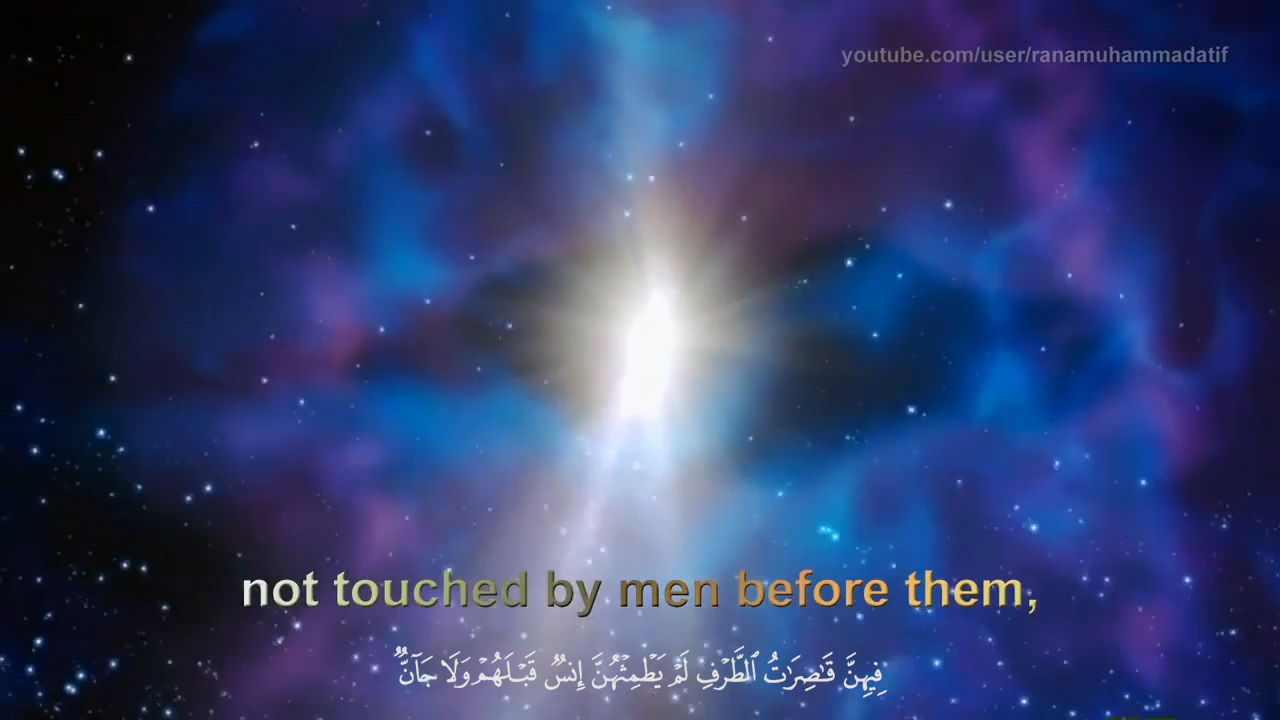 youtube.com/user/ranamuhammadatif
not touched by men before them,
فِيهِنَّ قَٰصِرَٰتُ ٱلطَّرْفِ لَمْ يَطْمِثْهُنَّ إِنسٌ قَبْلَهُمْ وَلَا جَآنٌّ